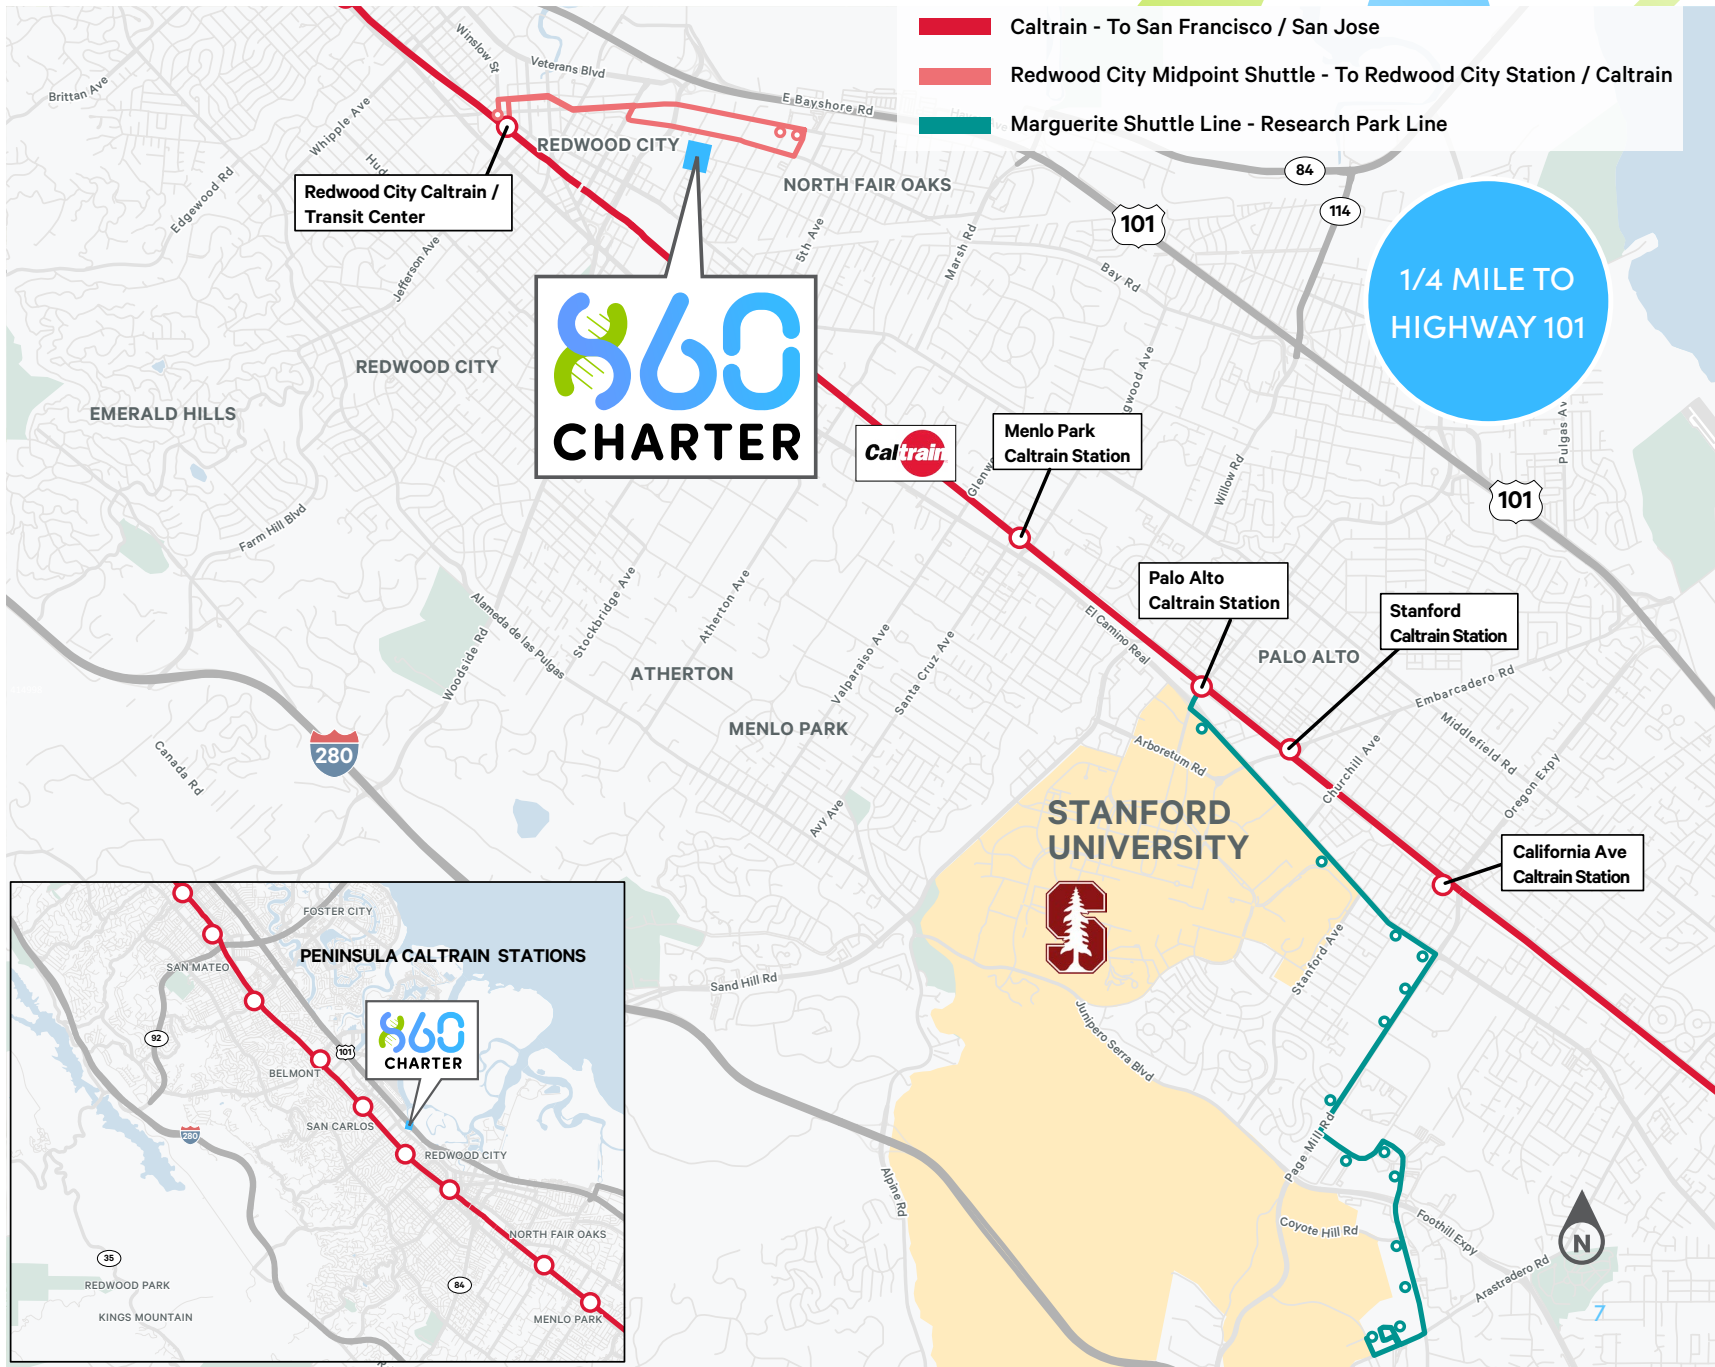 Caltrain - To San Francisco / San Jose
Redwood City Midpoint Shuttle - To Redwood City Station / Caltrain
Marguerite Shuttle Line - Research Park Line
Winslow St
Veterans Blvd
E Bayshore Rd
Brittan Ave
Whipple Ave
REDWOOD CITY
Redwood City Caltrain /
Transit Center
Edgewood Rd
Jefferson Ave
NORTH FAIR OAKS
5th Ave
Marsh Rd
Bay Rd
84
114
101
1/4 MILE TO
HIGHWAY 101
860
CHARTER
REDWOOD CITY
EMERALD HILLS
Caltrain
Menlo Park
Caltrain Station
Willow Rd
101
Farm Hill Blvd
Alameda de las Pulgas
Stockbridge Ave
Atherton Ave
Woodside Rd
ATHERTON
MENLO PARK
Valparaiso Ave
Santa Cruz Ave
El Camino Real
Palo Alto
Caltrain Station
Stanford
Caltrain Station
PALO ALTO
Embarcadero Rd
Middlefield Rd
Oregon Expy
Churchill Ave
Arboretum Rd
280
Canada Rd
Avy Ave
STANFORD
UNIVERSITY
S
California Ave
Caltrain Station
Stanford Ave
Sand Hill Rd
Junipero Serra Blvd
Page Mill Rd
Alpine Rd
Coyote Hill Rd
Foothill Expy
Arastradero Rd
N
7
FOSTER CITY
PENINSULA CALTRAIN STATIONS
SAN MATEO
860
CHARTER
92
101
BELMONT
SAN CARLOS
280
REDWOOD CITY
NORTH FAIR OAKS
35
84
REDWOOD PARK
KINGS MOUNTAIN
MENLO PARK